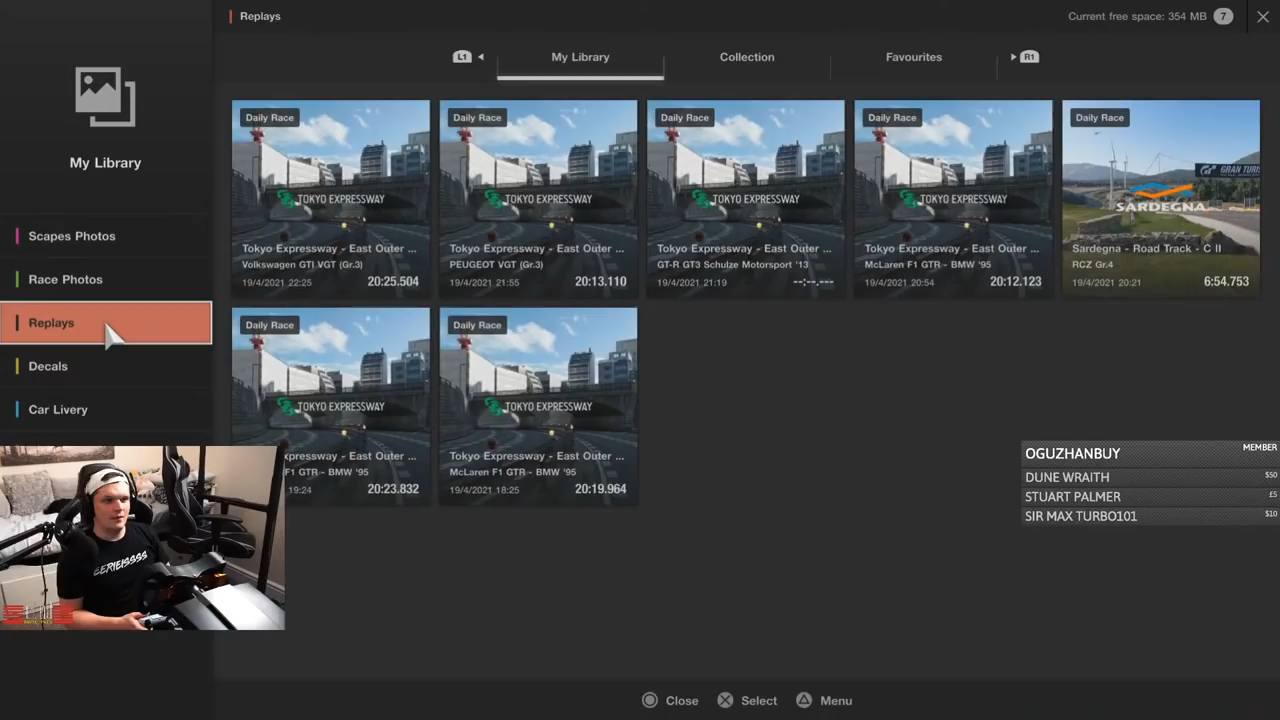 Replays
Current free space: 354 MB 7
My Library
L1 My Library Collection Favourites R1
Scapes Photos
Race Photos
Replays
Decals
Car Livery
Daily Race
TOKYO EXPRESSWAY
Tokyo Expressway - East Outer ...
Volkswagen GTI VGT (Gr.3)
19/4/2021 22:25 20:25.504
Daily Race
TOKYO EXPRESSWAY
Tokyo Expressway - East Outer ...
PEUGEOT VGT (Gr.3)
19/4/2021 21:55 20:13.110
Daily Race
TOKYO EXPRESSWAY
Tokyo Expressway - East Outer ...
GT-R GT3 Schulze Motorsport '13
19/4/2021 21:19 --:--.---
Daily Race
TOKYO EXPRESSWAY
Tokyo Expressway - East Outer ...
McLaren F1 GTR - BMW '95
19/4/2021 20:54 20:12.123
Daily Race
GRAN TURIS
SARDEGNA
Sardegna - Road Track - C II
RCZ Gr.4
19/4/2021 20:21 6:54.753
Daily Race
TOKYO EXPRESSWAY
Expressway - East Outer ...
F1 GTR - BMW '95
19:24 20:23.832
Daily Race
TOKYO EXPRESSWAY
Tokyo Expressway - East Outer ...
McLaren F1 GTR - BMW '95
19/4/2021 18:25 20:19.964
OGUZHANBUY MEMBER
DUNE WRAITH $50
STUART PALMER £5
SIR MAX TURBO101 $10
EERIEISSSS
Close Select Menu